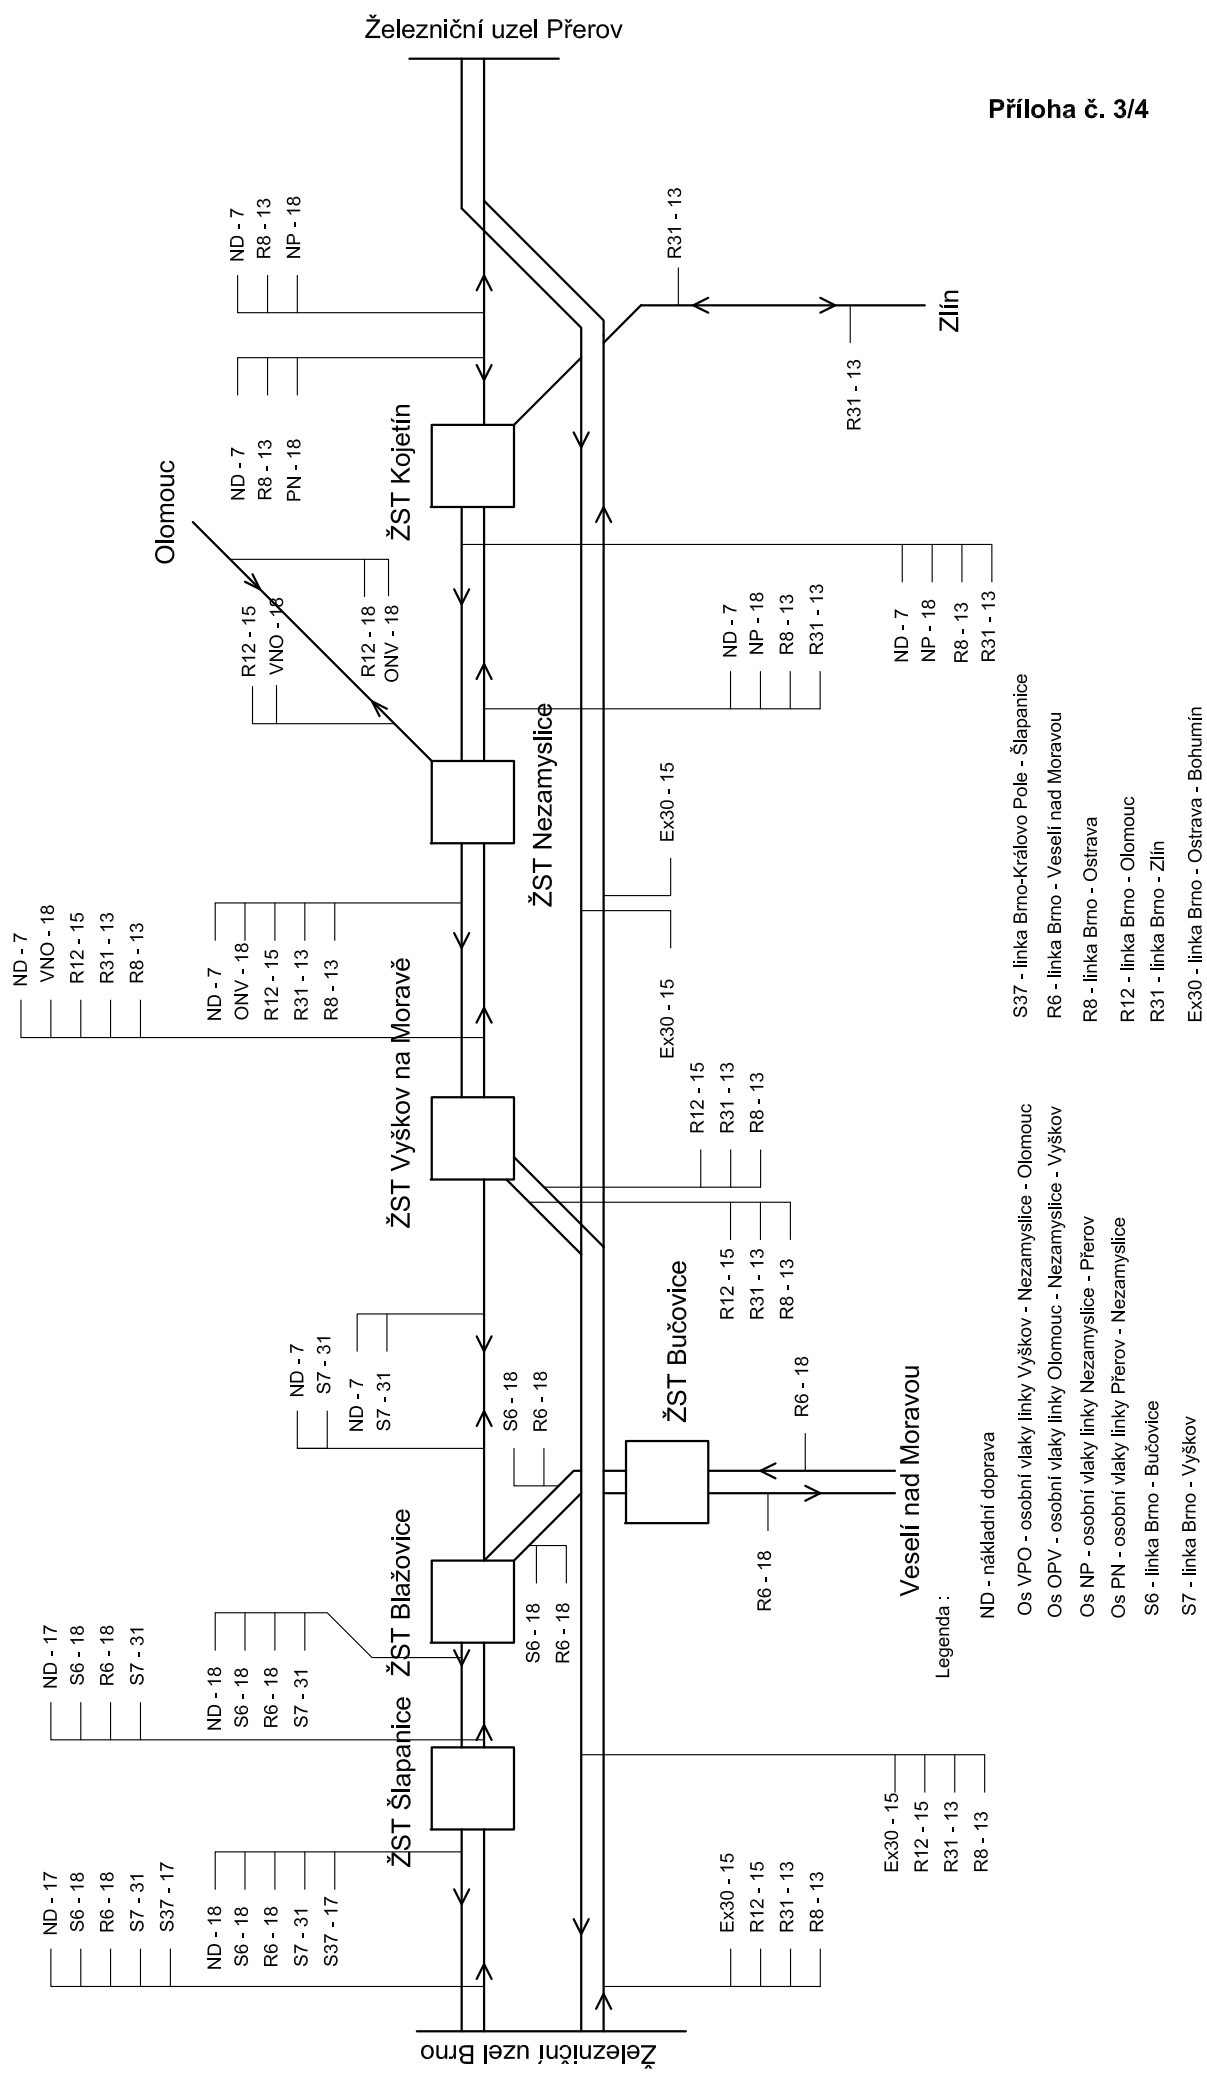 Železniční uzel Přerov
Příloha č. 3/4
ND - 7
R8 - 13
NP - 18
R31 - 13
Zlín
R31 - 13
ND - 7
R8 - 13
PN - 18
ŽST Kojetín
Olomouc
R12 - 15
VNO - 18
R12 - 18
ONV - 18
ND - 7
NP - 18
R8 - 13
R31 - 13
ND - 7
NP - 18
R8 - 13
R31 - 13
ŽST Nezamyslice
Ex30 - 15
Ex30 - 15
ND - 7
VNO - 18
R12 - 15
R31 - 13
R8 - 13
ND - 7
ONV - 18
R12 - 15
R31 - 13
R8 - 13
ŽST Vyškov na Moravě
R12 - 15
R31 - 13
R8 - 13
R12 - 15
R31 - 13
R8 - 13
ND - 7
S7 - 31
ND - 7
S7 - 31
S6 - 18
R6 - 18
ŽST Bučovice
R6 - 18
R6 - 18
Veselí nad Moravou
S6 - 18
R6 - 18
ŽST Blažovice
ND - 17
S6 - 18
R6 - 18
S7 - 31
ND - 18
S6 - 18
R6 - 18
S7 - 31
ŽST Šlapanice
ND - 17
S6 - 18
R6 - 18
S7 - 31
S37 - 17
ND - 18
S6 - 18
R6 - 18
S7 - 31
S37 - 17
Ex30 - 15
R12 - 15
R31 - 13
R8 - 13
Ex30 - 15
R12 - 15
R31 - 13
R8 - 13
Železniční uzel Brno
Legenda :
ND - nákladní doprava
Os VPO - osobní vlaky linky Vyškov - Nezamyslice - Olomouc
Os OPV - osobní vlaky linky Olomouc - Nezamyslice - Vyškov
Os NP - osobní vlaky linky Nezamyslice - Přerov
Os PN - osobní vlaky linky Přerov - Nezamyslice
S6 - linka Brno - Bučovice
S7 - linka Brno - Vyškov
S37 - linka Brno-Královo Pole - Šlapanice
R6 - linka Brno - Veselí nad Moravou
R8 - linka Brno - Ostrava
R12 - linka Brno - Olomouc
R31 - linka Brno - Zlín
Ex30 - linka Brno - Ostrava - Bohumín